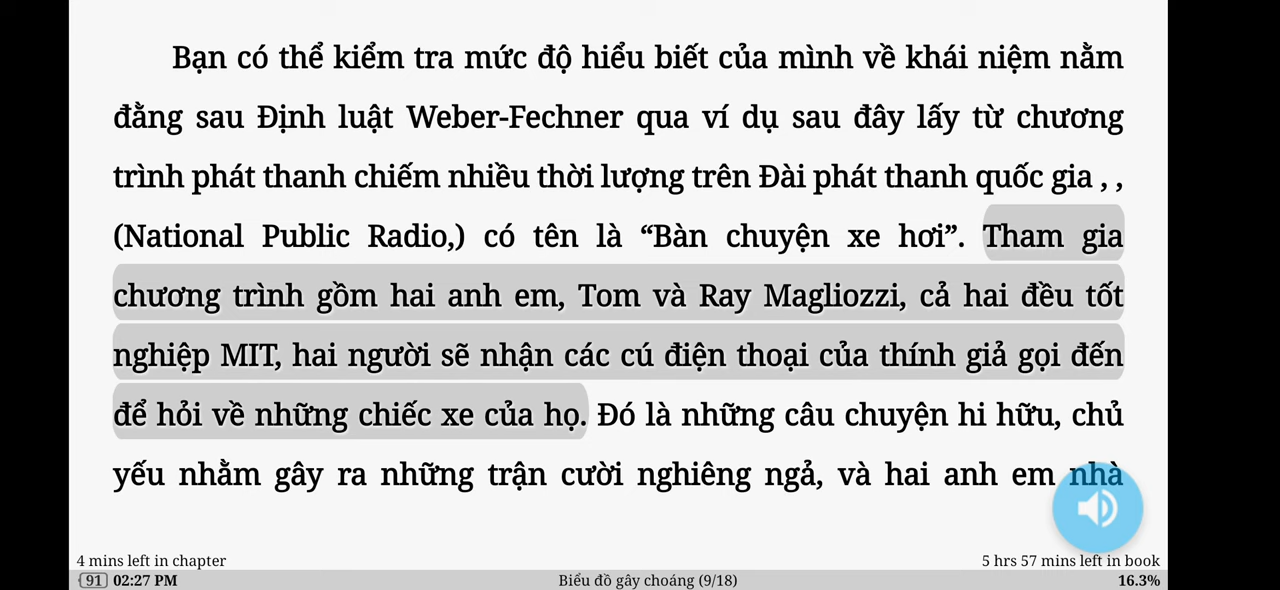 Bạn có thể kiểm tra mức độ hiểu biết của mình về khái niệm nằm
đằng sau Định luật Weber-Fechner qua ví dụ sau đây lấy từ chương
trình phát thanh chiếm nhiều thời lượng trên Đài phát thanh quốc gia , ,
(National Public Radio,) có tên là “Bàn chuyện xe hơi”. Tham gia
chương trình gồm hai anh em, Tom và Ray Magliozzi, cả hai đều tốt
nghiệp MIT, hai người sẽ nhận các cú điện thoại của thính giả gọi đến
để hỏi về những chiếc xe của họ. Đó là những câu chuyện hi hữu, chủ
yếu nhằm gây ra những trận cười nghiêng ngả, và hai anh em nhà
4 mins left in chapter
5 hrs 57 mins left in book
91 02:27 PM
Biểu đồ gây choáng (9/18)
16.3%